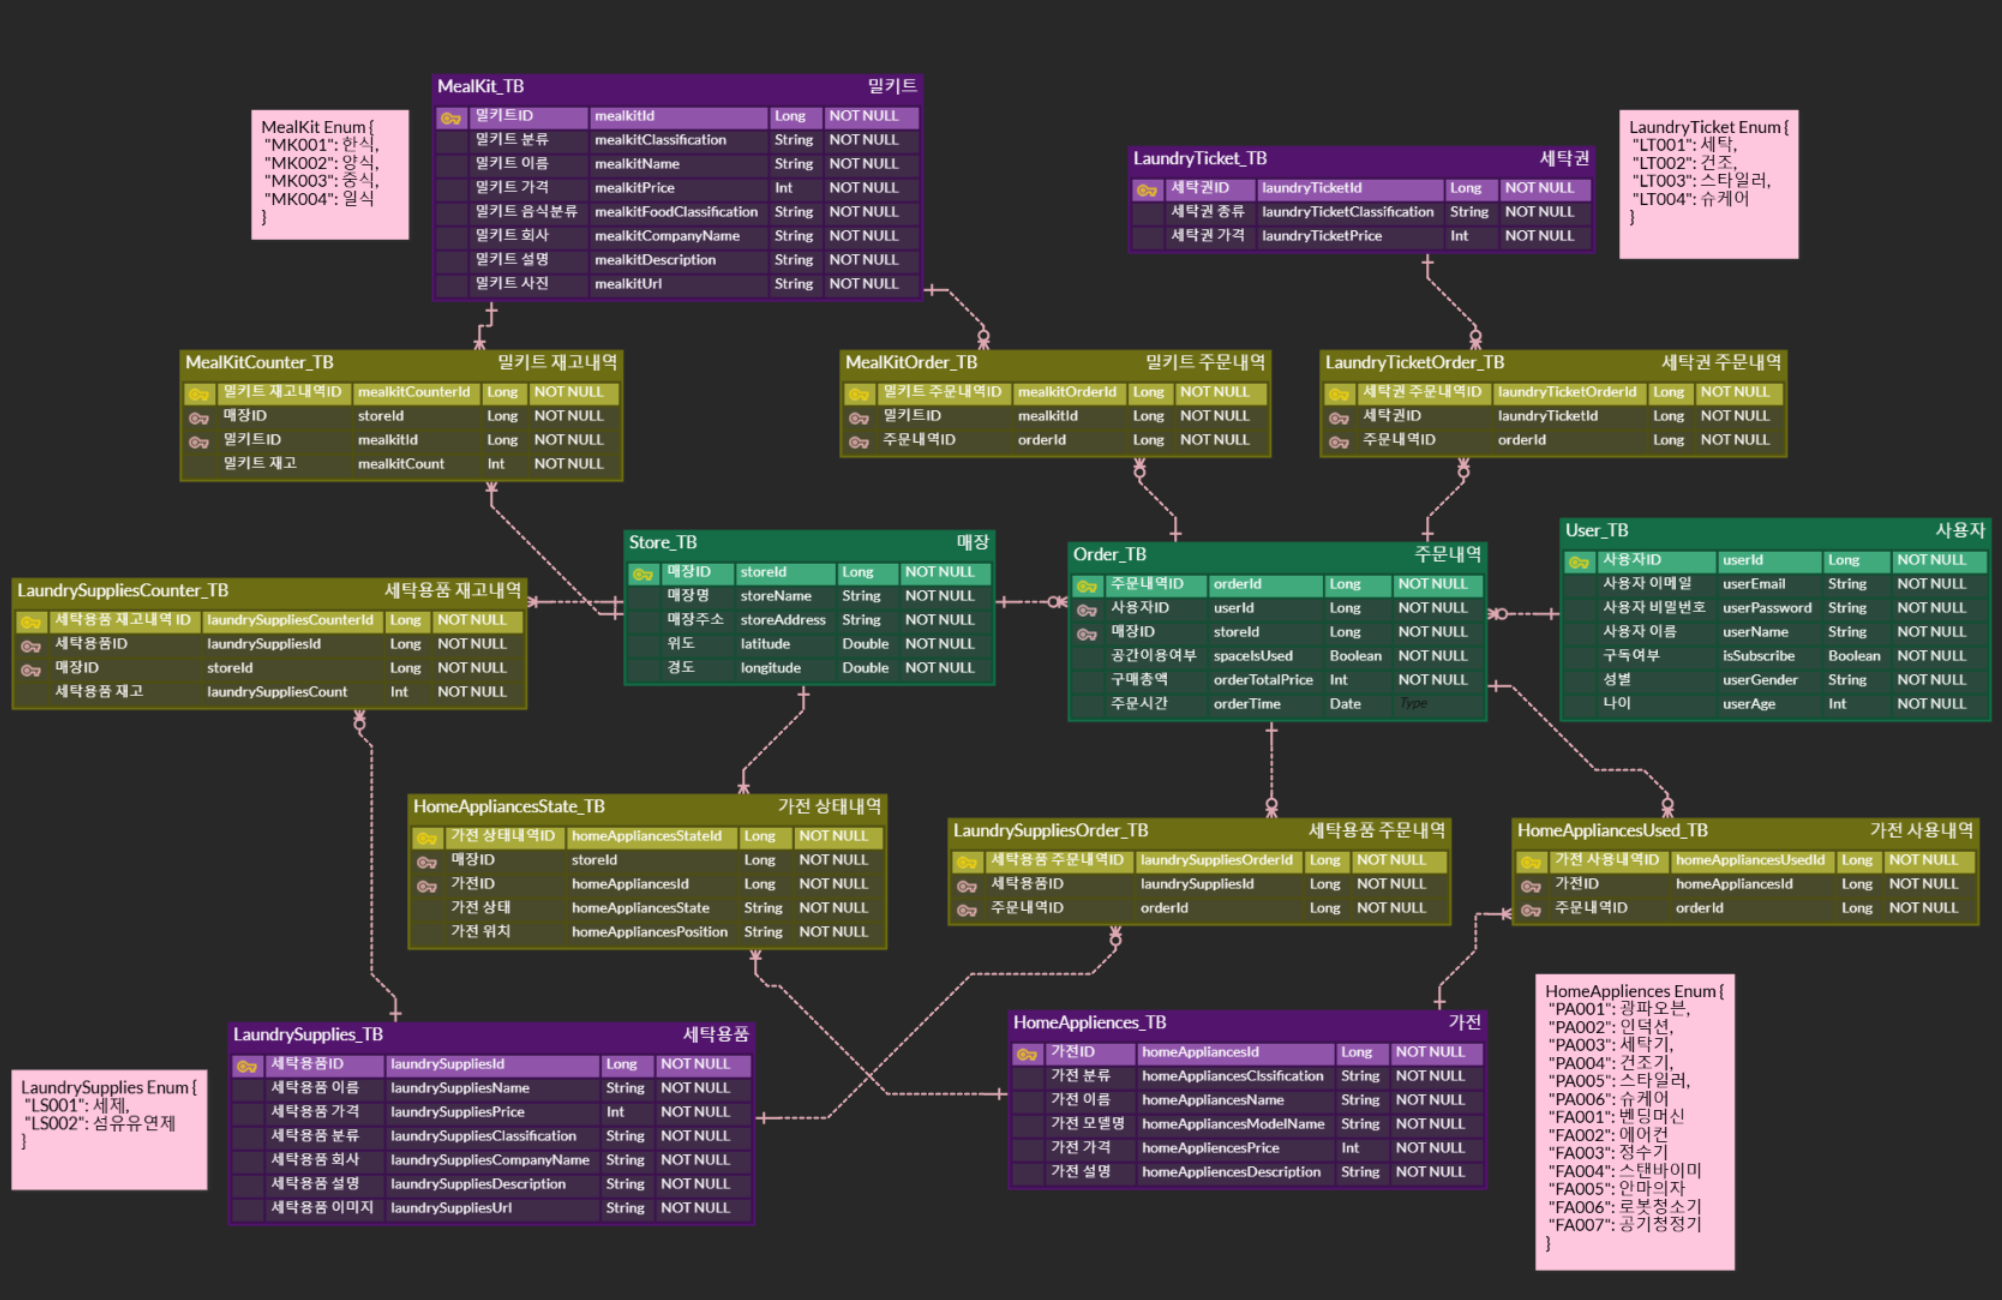 MealKit_TB 밀키트
밀키트ID mealkitId Long NOT NULL
밀키트 분류 mealkitClassification String NOT NULL
밀키트 이름 mealkitName String NOT NULL
밀키트 가격 mealkitPrice Int NOT NULL
밀키트 음식분류 mealkitFoodClassification String NOT NULL
밀키트 회사 mealkitCompanyName String NOT NULL
밀키트 설명 mealkitDescription String NOT NULL
밀키트 사진 mealkitUrl String NOT NULL
MealKit Enum {
"MK001": 한식,
"MK002": 양식,
"MK003": 중식,
"MK004": 일식
}
LaundryTicket_TB 세탁권
세탁권ID laundryTicketId Long NOT NULL
세탁권 종류 laundryTicketClassification String NOT NULL
세탁권 가격 laundryTicketPrice Int NOT NULL
LaundryTicket Enum {
"LT001": 세탁,
"LT002": 건조,
"LT003": 스타일러,
"LT004": 슈케어
}
MealKitCounter_TB 밀키트 재고내역
밀키트 재고내역ID mealkitCounterId Long NOT NULL
매장ID storeId Long NOT NULL
밀키트ID mealkitId Long NOT NULL
밀키트 재고 mealkitCount Int NOT NULL
MealKitOrder_TB 밀키트 주문내역
밀키트 주문내역ID mealkitOrderId Long NOT NULL
밀키트ID mealkitId Long NOT NULL
주문내역ID orderId Long NOT NULL
LaundryTicketOrder_TB 세탁권 주문내역
세탁권 주문내역ID laundryTicketOrderId Long NOT NULL
세탁권ID laundryTicketId Long NOT NULL
주문내역ID orderId Long NOT NULL
LaundrySuppliesCounter_TB 세탁용품 재고내역
세탁용품 재고내역 ID laundrySuppliesCounterId Long NOT NULL
세탁용품ID laundrySuppliesId Long NOT NULL
매장ID storeId Long NOT NULL
세탁용품 재고 laundrySuppliesCount Int NOT NULL
Store_TB 매장
매장ID storeId Long NOT NULL
매장명 storeName String NOT NULL
매장주소 storeAddress String NOT NULL
위도 latitude Double NOT NULL
경도 longitude Double NOT NULL
Order_TB 주문내역
주문내역ID orderId Long NOT NULL
사용자ID userId Long NOT NULL
매장ID storeId Long NOT NULL
공간이용여부 spaceIsUsed Boolean NOT NULL
구매총액 orderTotalPrice Int NOT NULL
주문시간 orderTime Date Type
User_TB 사용자
사용자ID userId Long NOT NULL
사용자 이메일 userEmail String NOT NULL
사용자 비밀번호 userPassword String NOT NULL
사용자 이름 userName String NOT NULL
구독여부 isSubscribe Boolean NOT NULL
성별 userGender String NOT NULL
나이 userAge Int NOT NULL
HomeAppliancesState_TB 가전 상태내역
가전 상태내역ID homeAppliancesStateId Long NOT NULL
매장ID storeId Long NOT NULL
가전ID homeAppliancesId Long NOT NULL
가전 상태 homeAppliancesState String NOT NULL
가전 위치 homeAppliancesPosition String NOT NULL
LaundrySuppliesOrder_TB 세탁용품 주문내역
세탁용품 주문내역ID laundrySuppliesOrderId Long NOT NULL
세탁용품ID laundrySuppliesId Long NOT NULL
주문내역ID orderId Long NOT NULL
HomeAppliancesUsed_TB 가전 사용내역
가전 사용내역ID homeAppliancesUsedId Long NOT NULL
가전ID homeAppliancesId Long NOT NULL
주문내역ID orderId Long NOT NULL
LaundrySupplies_TB 세탁용품
세탁용품ID laundrySuppliesId Long NOT NULL
세탁용품 이름 laundrySuppliesName String NOT NULL
세탁용품 가격 laundrySuppliesPrice Int NOT NULL
세탁용품 분류 laundrySuppliesClassification String NOT NULL
세탁용품 회사 laundrySuppliesCompanyName String NOT NULL
세탁용품 설명 laundrySuppliesDescription String NOT NULL
세탁용품 이미지 laundrySuppliesUrl String NOT NULL
LaundrySupplies Enum {
"LS001": 세제,
"LS002": 섬유유연제
}
HomeAppliences_TB 가전
가전ID homeAppliancesId Long NOT NULL
가전 분류 homeAppliancesClssification String NOT NULL
가전 이름 homeAppliancesName String NOT NULL
가전 모델명 homeAppliancesModelName String NOT NULL
가전 가격 homeAppliencesPrice Int NOT NULL
가전 설명 homeAppliencesDescription String NOT NULL
HomeAppliences Enum {
"PA001": 광파오븐,
"PA002": 인덕션,
"PA003": 세탁기,
"PA004": 건조기,
"PA005": 스타일러,
"PA006": 슈케어
"FA001": 벤딩머신
"FA002": 에어컨
"FA003": 정수기
"FA004": 스탠바이미
"FA005": 안마의자
"FA006": 로봇청소기
"FA007": 공기청정기
}